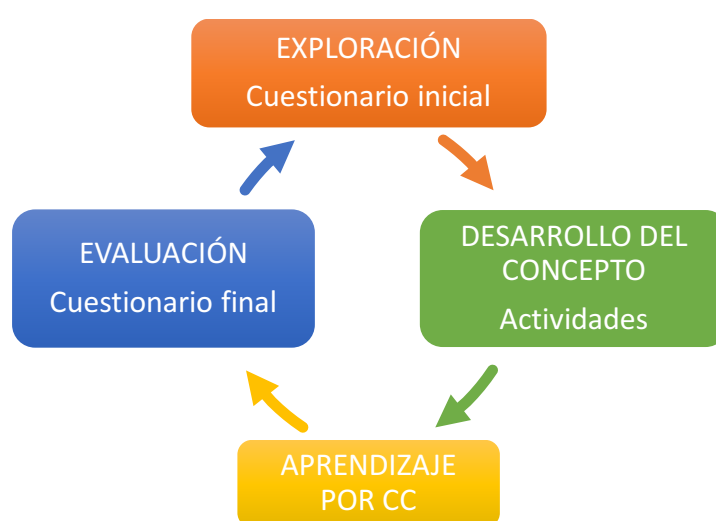 EXPLORACIÓN
Cuestionario inicial
DESARROLLO DEL
CONCEPTO
Actividades
APRENDIZAJE
POR CC
EVALUACIÓN
Cuestionario final